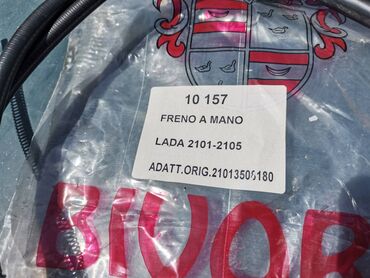 10 157
FRENO A MANO
LADA 2101-2105
ADATT.ORIG.21013508180
BIVOR